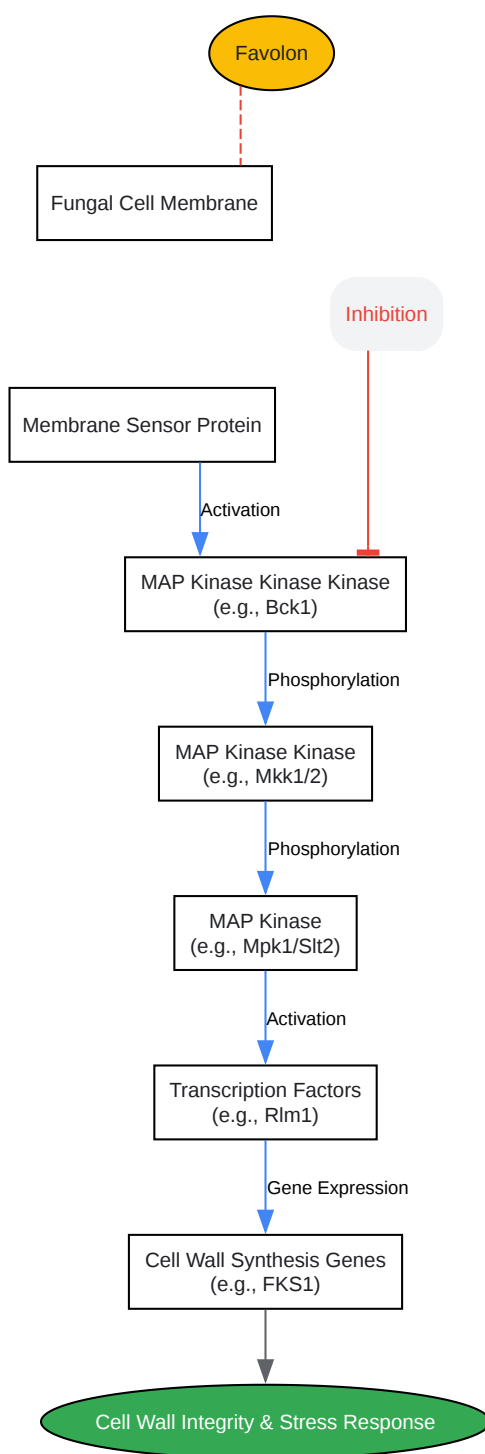 Favolon
Fungal Cell Membrane
Inhibition
Membrane Sensor Protein
Activation
MAP Kinase Kinase Kinase
(e.g., Bck1)
Phosphorylation
MAP Kinase Kinase
(e.g., Mkk1/2)
Phosphorylation
MAP Kinase
(e.g., Mpk1/Slt2)
Activation
Transcription Factors
(e.g., Rlm1)
Gene Expression
Cell Wall Synthesis Genes
(e.g., FKS1)
Cell Wall Integrity & Stress Response